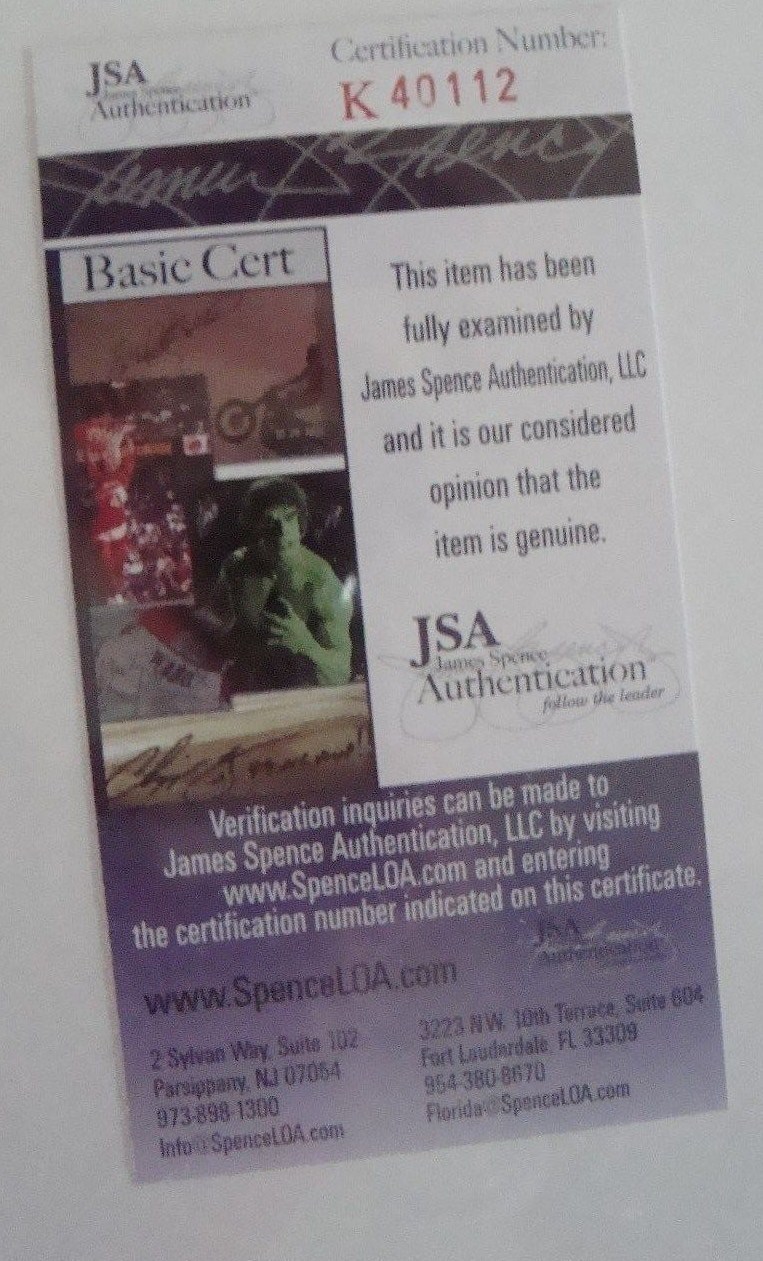 JSA
James Spence
Authentication
Certification Number:
K 40112
Basic Cert
This item has been
fully examined by
James Spence Authentication, LLC
and it is our considered
opinion that the
item is genuine.
WARD
JSA
James Spence
Authentication
follow the leader
Verification inquiries can be made to
James Spence Authentication, LLC by visiting
www.SpenceLOA.com and entering
the certification number indicated on this certificate.
JSA
Authentication
www.SpenceLOA.com
2 Sylvan Way, Suite 102
Parsippany, NJ 07054
973-898-1300
Info@SpenceLOA.com
3223 N.W. 10th Terrace, Suite 604
Fort Lauderdale, FL 33309
954-380-8670
Florida@SpenceLOA.com